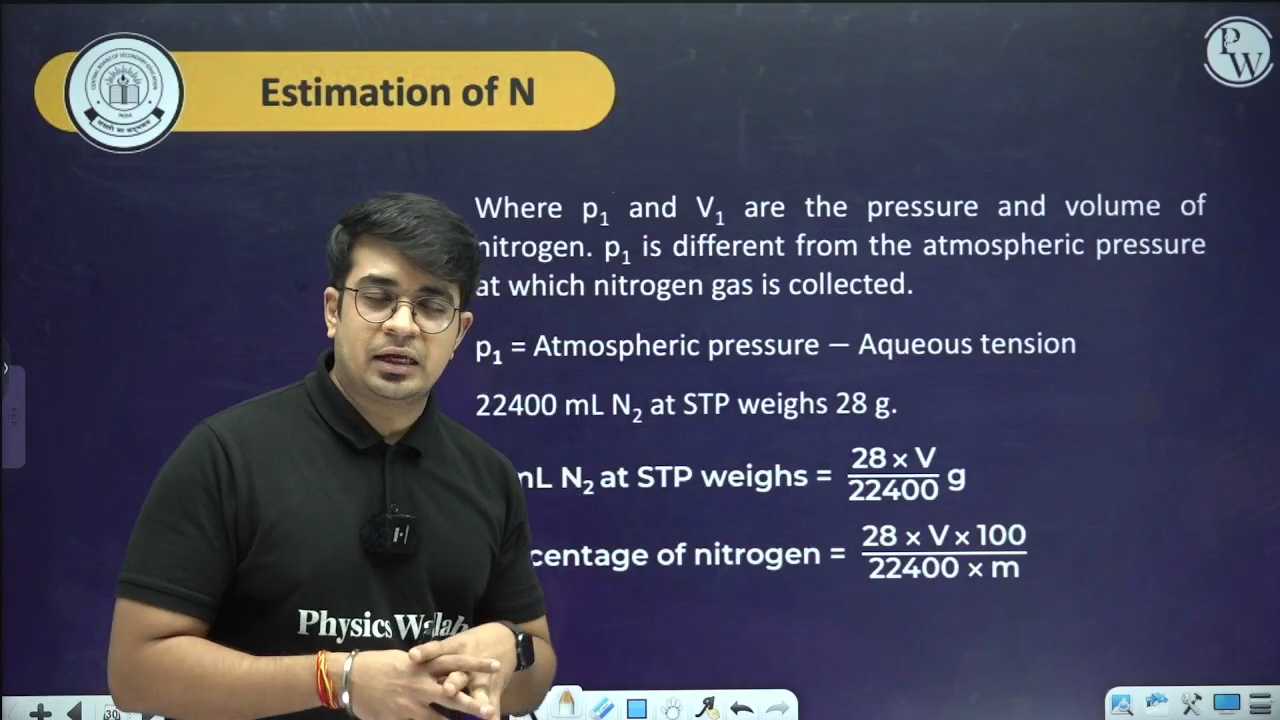 Estimation of N
PW
Where p₁ and V₁ are the pressure and volume of
nitrogen. p₁ is different from the atmospheric pressure
at which nitrogen gas is collected.
p₁ = Atmospheric pressure – Aqueous tension
22400 mL N₂ at STP weighs 28 g.
mL N₂ at STP weighs = 28 × V / 22400 g
centage of nitrogen = 28 × V × 100 / 22400 × m
Physics Wallah
30